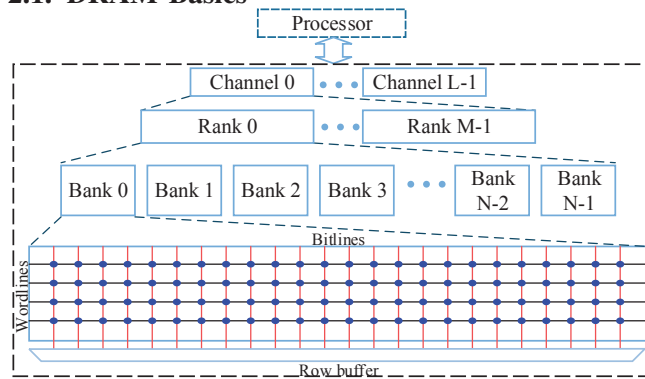 2.1. DRAM Basics
Processor
Channel 0 Channel L-1
Rank 0 Rank M-1
Bank 0 Bank 1 Bank 2 Bank 3 Bank N-2 Bank N-1
Bitlines
Wordlines
Row buffer